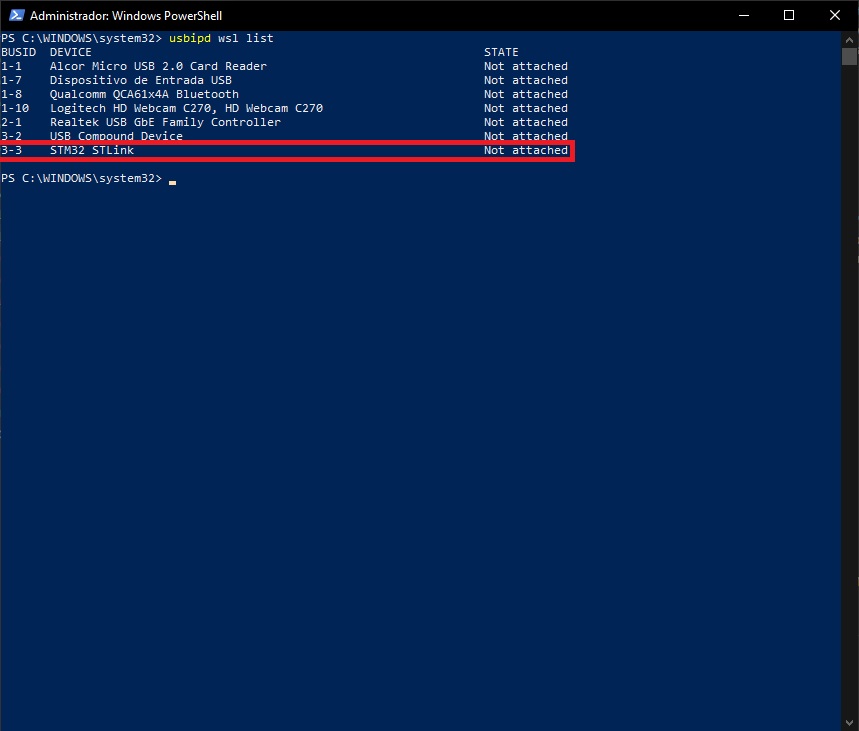 Administrador: Windows PowerShell
PS C:\WINDOWS\system32> usbipd wsl list
BUSID  DEVICE                                                        STATE
1-1    Alcor Micro USB 2.0 Card Reader                               Not attached
1-7    Dispositivo de Entrada USB                                    Not attached
1-8    Qualcomm QCA61x4A Bluetooth                                   Not attached
1-10   Logitech HD Webcam C270, HD Webcam C270                       Not attached
2-1    Realtek USB GbE Family Controller                             Not attached
3-2    USB Compound Device                                           Not attached
3-3    STM32 STLink                                                  Not attached
PS C:\WINDOWS\system32>